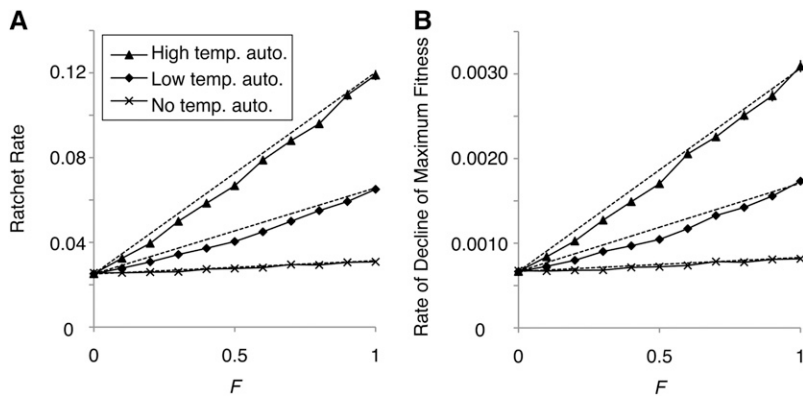 A
High temp. auto.
Low temp. auto.
No temp. auto.
Ratchet Rate
0.12
0.08
0.04
0
0 0.5 1
F
B
Rate of Decline of Maximum Fitness
0.0030
0.0020
0.0010
0
0 0.5 1
F